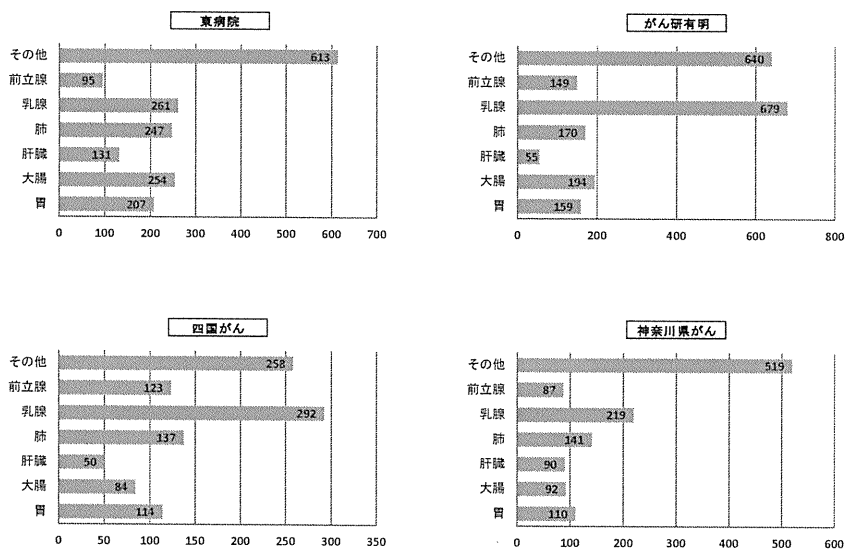 東病院
その他 613
前立腺 95
乳腺 261
肺 247
肝臓 131
大腸 254
胃 207
0 100 200 300 400 500 600 700
がん研有明
その他 640
前立腺 149
乳腺 679
肺 170
肝臓 55
大腸 194
胃 159
0 200 400 600 800
四国がん
その他 258
前立腺 123
乳腺 292
肺 137
肝臓 50
大腸 84
胃 114
0 50 100 150 200 250 300 350
神奈川県がん
その他 519
前立腺 87
乳腺 219
肺 141
肝臓 90
大腸 92
胃 110
0 100 200 300 400 500 600